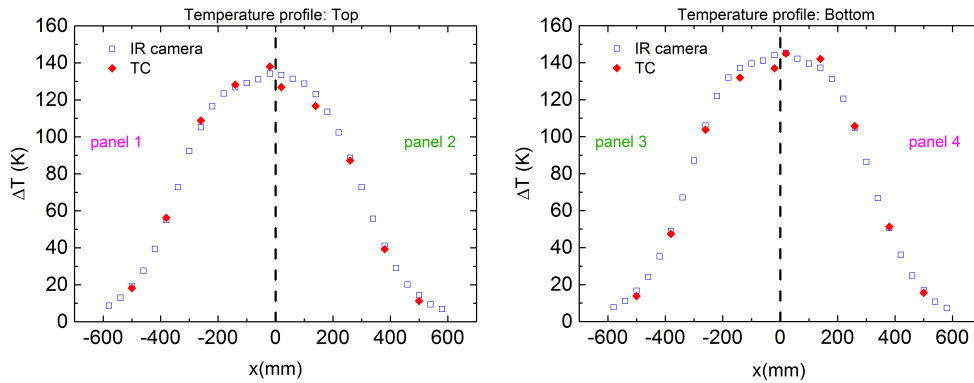 Temperature profile: Top
IR camera
TC
panel 1
panel 2
ΔT (K)
160
140
120
100
80
60
40
20
0
-600 -400 -200 0 200 400 600
x(mm)
Temperature profile: Bottom
IR camera
TC
panel 3
panel 4
ΔT (K)
160
140
120
100
80
60
40
20
0
-600 -400 -200 0 200 400 600
x(mm)